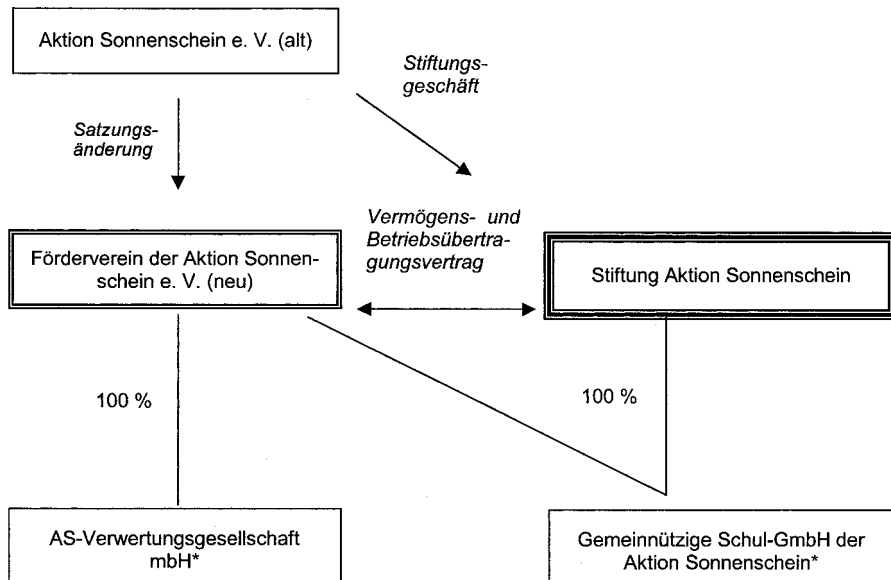 Aktion Sonnenschein e. V. (alt)
Stiftungs-
geschäft
Satzungs-
änderung
Vermögens- und
Betriebsübertra-
gungsvertrag
Förderverein der Aktion Sonnen-
schein e. V. (neu)
Stiftung Aktion Sonnenschein
100 %
100 %
AS-Verwertungsgesellschaft
mbH*
Gemeinnützige Schul-GmbH der
Aktion Sonnenschein*